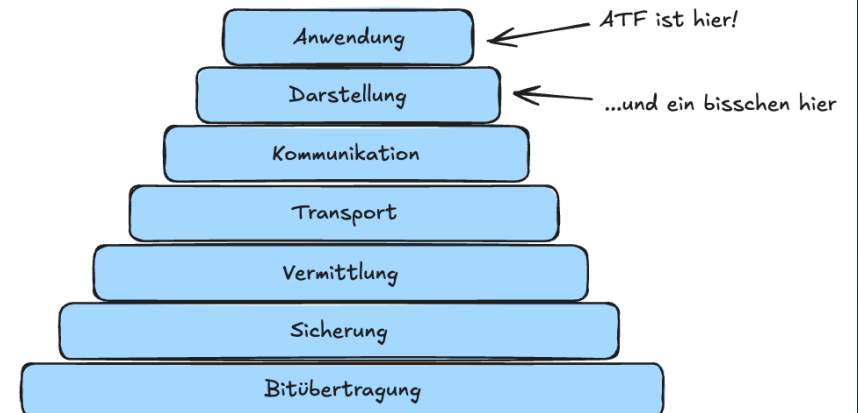 Anwendung
ATF ist hier!
Darstellung
...und ein bisschen hier
Kommunikation
Transport
Vermittlung
Sicherung
Bitübertragung